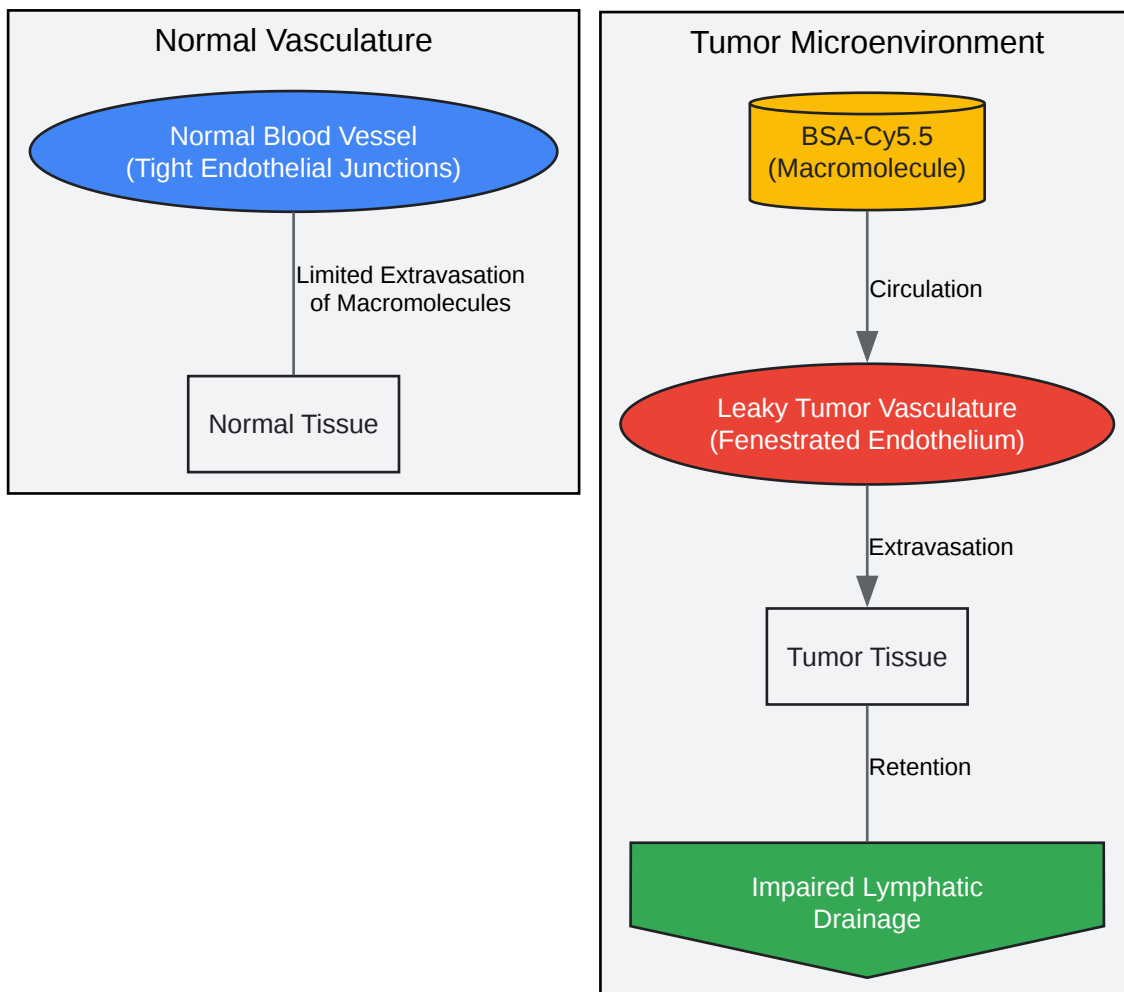 Normal Vasculature
Normal Blood Vessel
(Tight Endothelial Junctions)
Limited Extravasation
of Macromolecules
Normal Tissue
Tumor Microenvironment
BSA-Cy5.5
(Macromolecule)
Circulation
Leaky Tumor Vasculature
(Fenestrated Endothelium)
Extravasation
Tumor Tissue
Retention
Impaired Lymphatic
Drainage